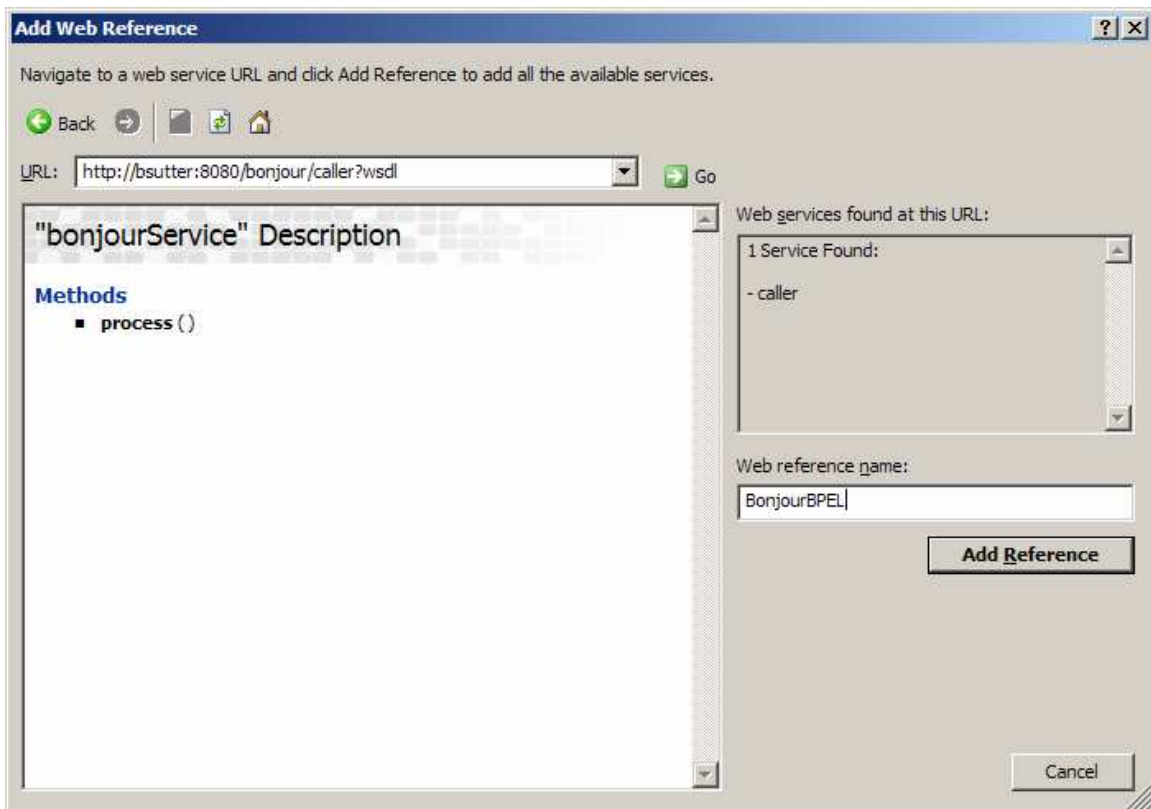 Add Web Reference
Navigate to a web service URL and click Add Reference to add all the available services.
Back
URL: http://bsutter:8080/bonjour/caller?wsdl Go
"bonjourService" Description
Methods
▪ process ()
Web services found at this URL:
1 Service Found:
- caller
Web reference name:
BonjourBPEL
Add Reference
Cancel